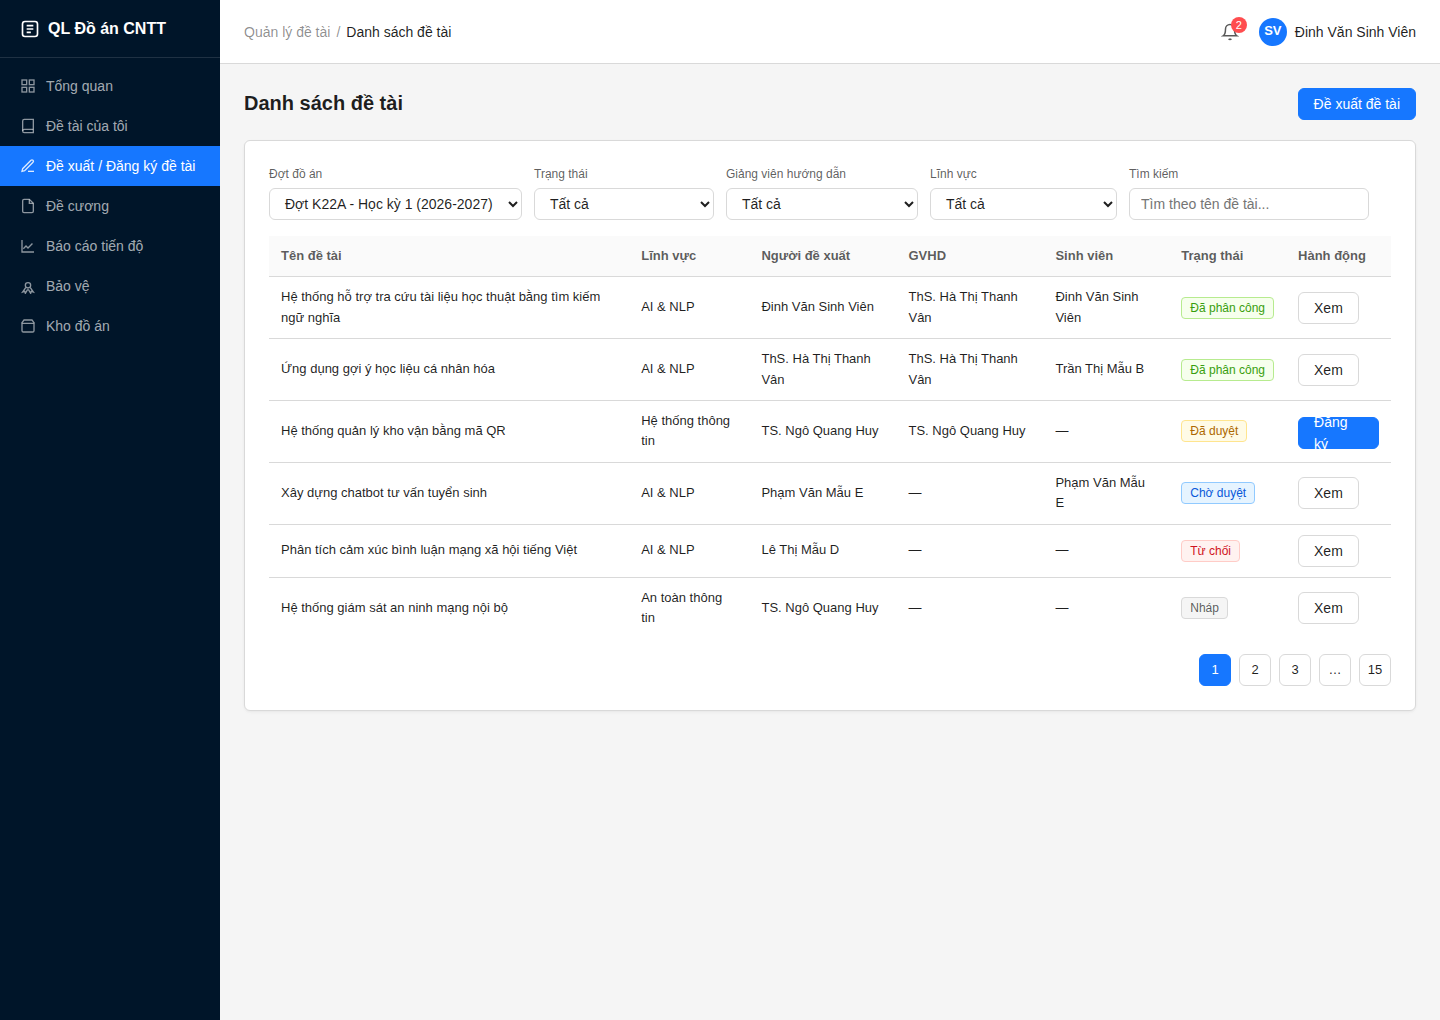 QL Đồ án CNTT
Tổng quan
Đề tài của tôi
Đề xuất / Đăng ký đề tài
Đề cương
Báo cáo tiến độ
Bảo vệ
Kho đồ án
Quản lý đề tài / Danh sách đề tài
2
SV Đinh Văn Sinh Viên
Danh sách đề tài
Đề xuất đề tài
Đợt đồ án Trạng thái Giảng viên hướng dẫn Lĩnh vực Tìm kiếm
Đợt K22A - Học kỳ 1 (2026-2027) Tất cả Tất cả Tất cả Tìm theo tên đề tài...
Tên đề tài Lĩnh vực Người đề xuất GVHD Sinh viên Trạng thái Hành động
Hệ thống hỗ trợ tra cứu tài liệu học thuật bằng tìm kiếm
ngữ nghĩa
AI & NLP
Đinh Văn Sinh Viên
ThS. Hà Thị Thanh
Vân
Đinh Văn Sinh
Viên
Đã phân công
Xem
Ứng dụng gợi ý học liệu cá nhân hóa
AI & NLP
ThS. Hà Thị Thanh
Vân
ThS. Hà Thị Thanh
Vân
Trần Thị Mẫu B
Đã phân công
Xem
Hệ thống quản lý kho vận bằng mã QR
Hệ thống thông
tin
TS. Ngô Quang Huy
TS. Ngô Quang Huy
—
Đã duyệt
Đăng
ký
Xây dựng chatbot tư vấn tuyển sinh
AI & NLP
Phạm Văn Mẫu E
—
Phạm Văn Mẫu
E
Chờ duyệt
Xem
Phân tích cảm xúc bình luận mạng xã hội tiếng Việt
AI & NLP
Lê Thị Mẫu D
—
—
Từ chối
Xem
Hệ thống giám sát an ninh mạng nội bộ
An toàn thông
tin
TS. Ngô Quang Huy
—
—
Nháp
Xem
1 2 3 … 15